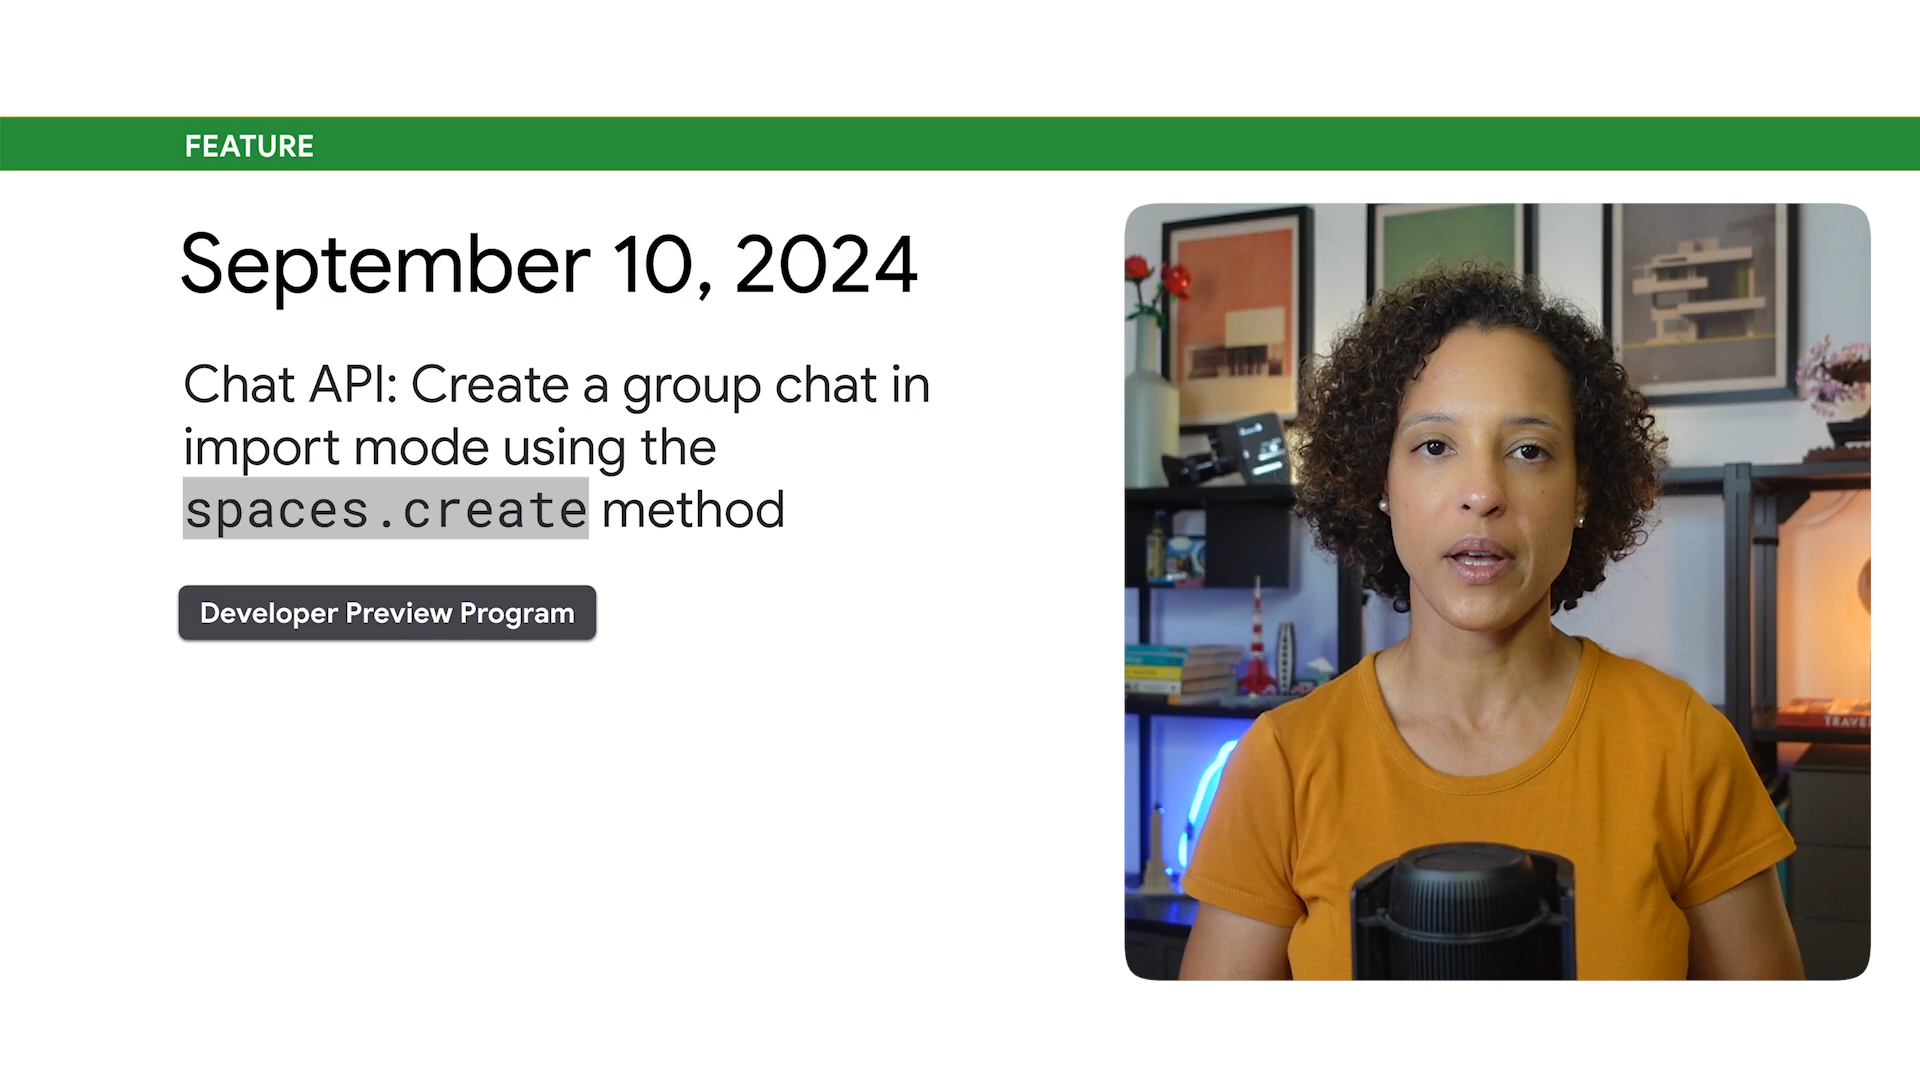 FEATURE
September 10, 2024
Chat API: Create a group chat in
import mode using the
spaces.create method
Developer Preview Program